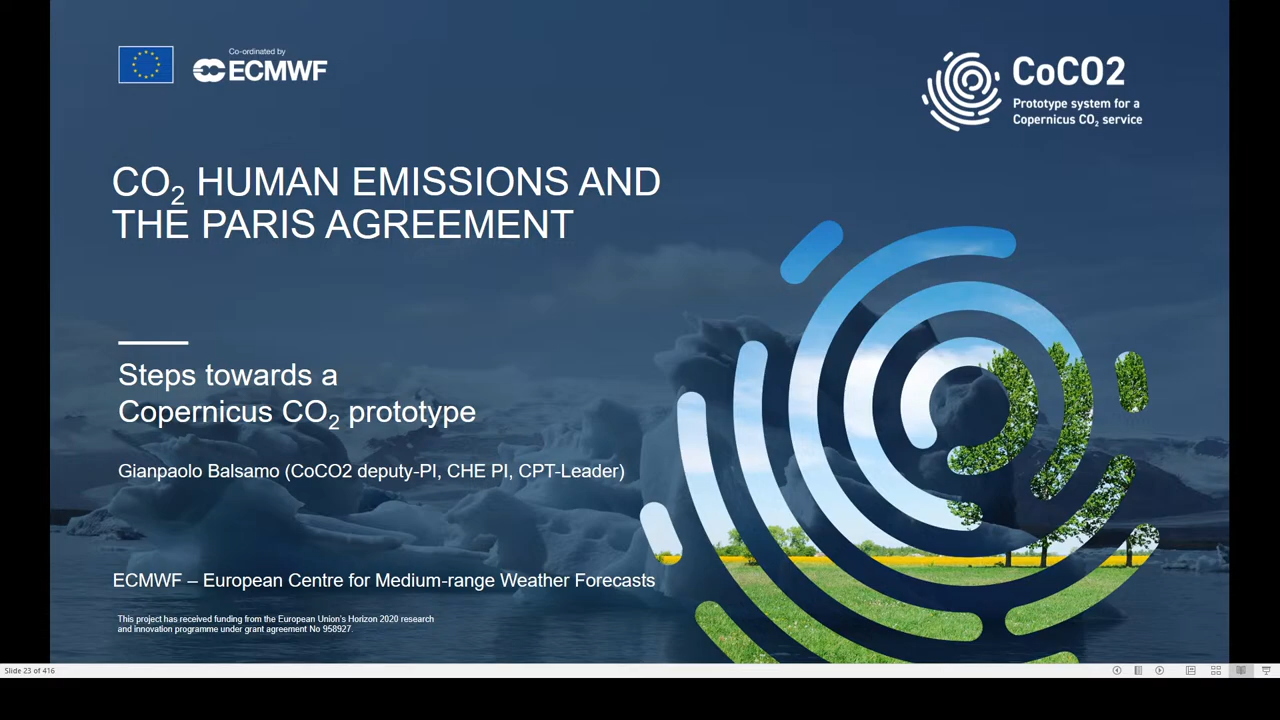 Co-ordinated by
ECMWF
CoCO2
Prototype system for a
Copernicus CO₂ service
CO₂ HUMAN EMISSIONS AND
THE PARIS AGREEMENT
Steps towards a
Copernicus CO₂ prototype
Gianpaolo Balsamo (CoCO2 deputy-PI, CHE PI, CPT-Leader)
ECMWF – European Centre for Medium-range Weather Forecasts
This project has received funding from the European Union's Horizon 2020 research
and innovation programme under grant agreement No 958927.
Slide 23 of 416